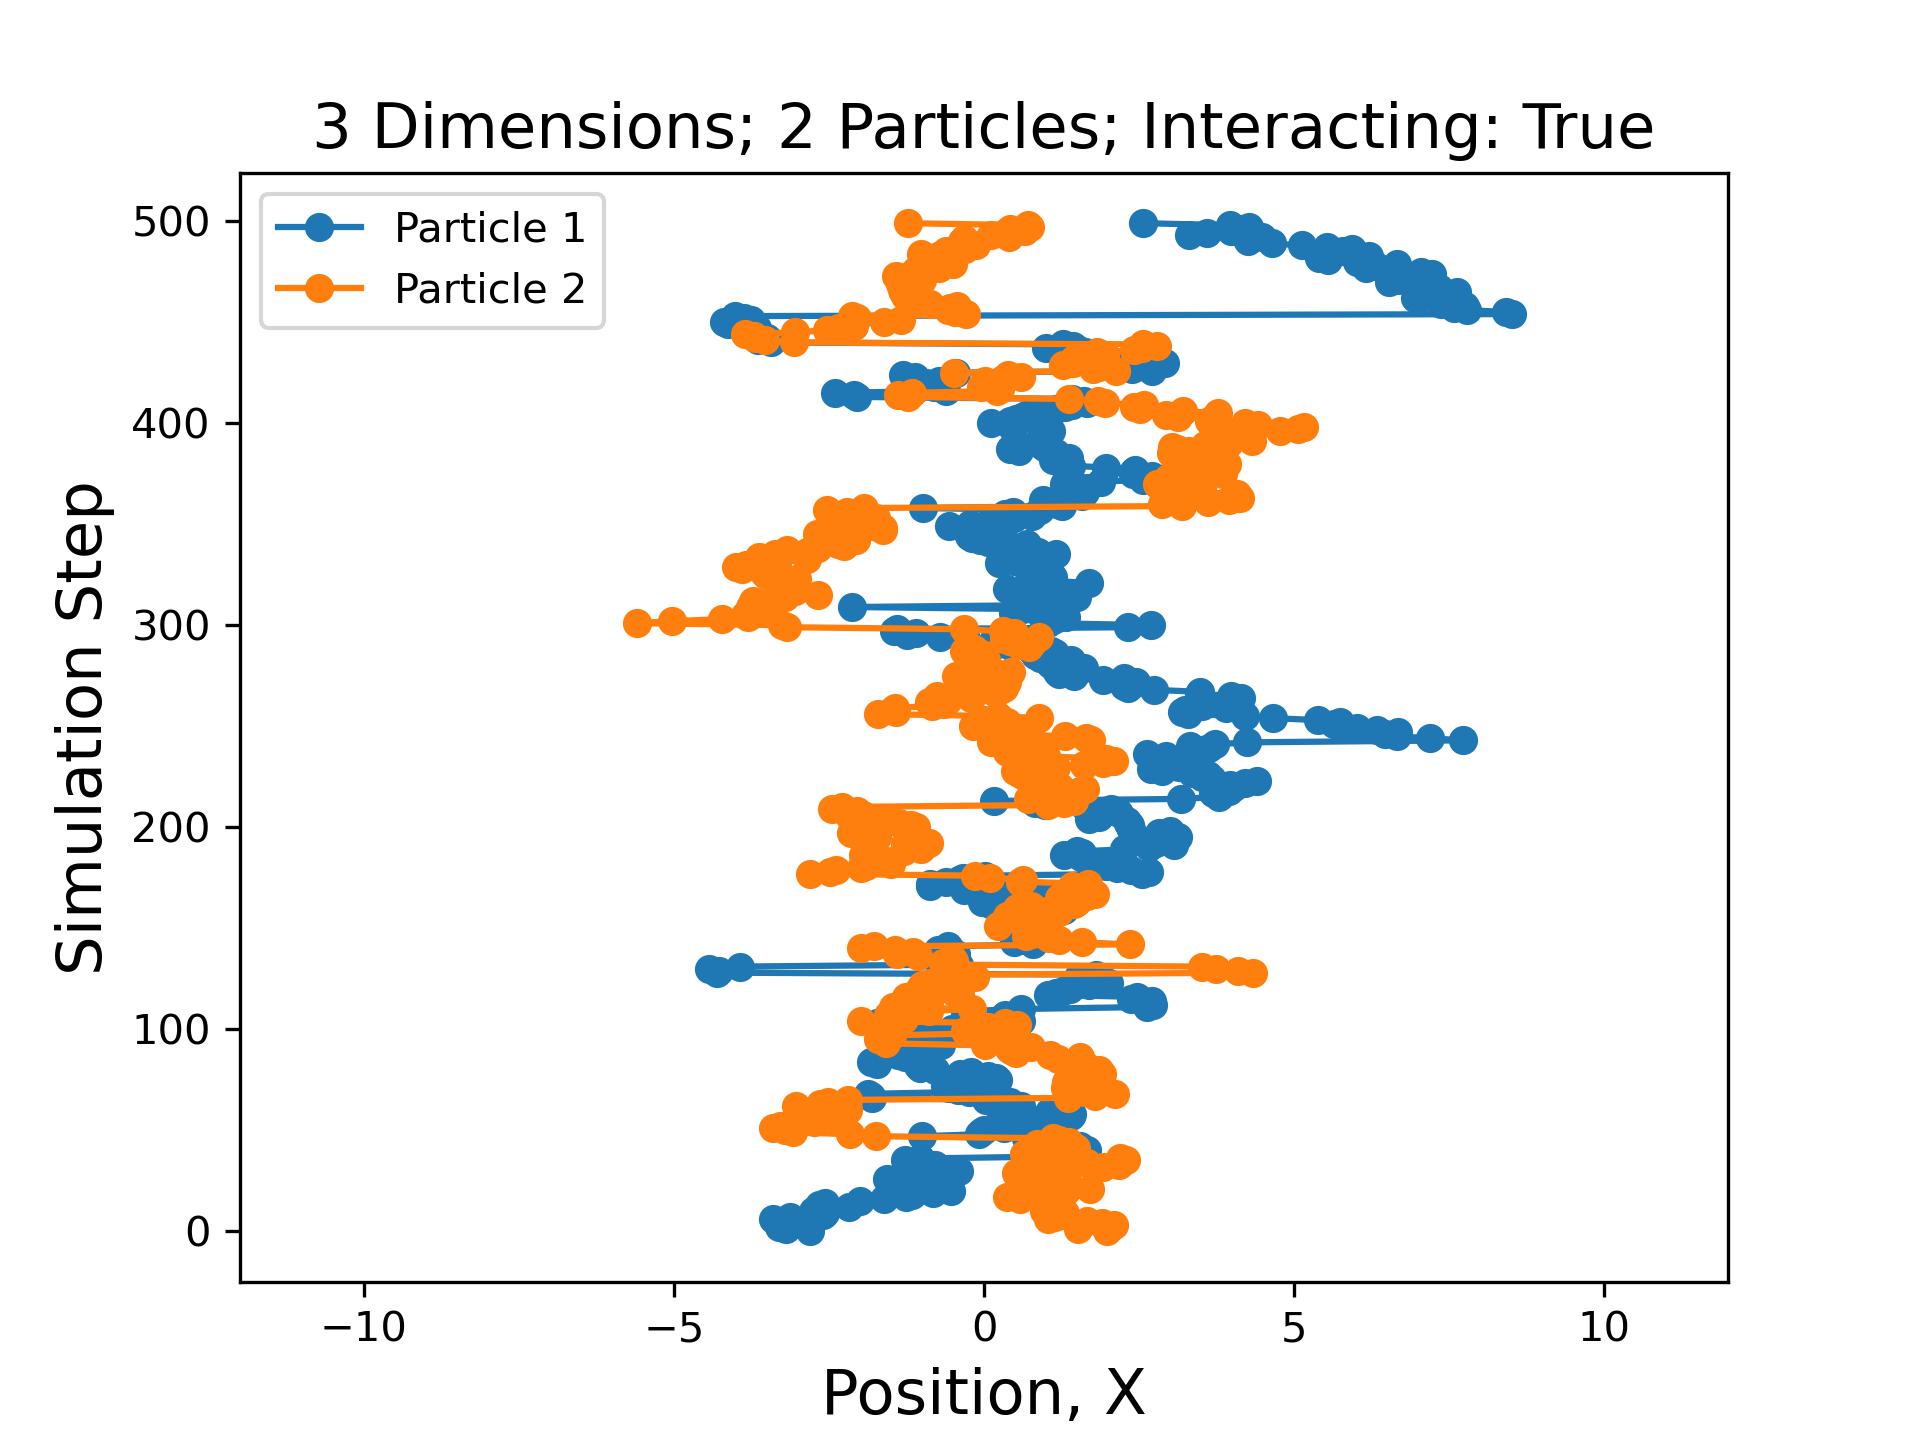 3 Dimensions; 2 Particles; Interacting: True
Particle 1
Particle 2
500
400
300
200
100
0
Simulation Step
−10
−5
0
5
10
Position, X